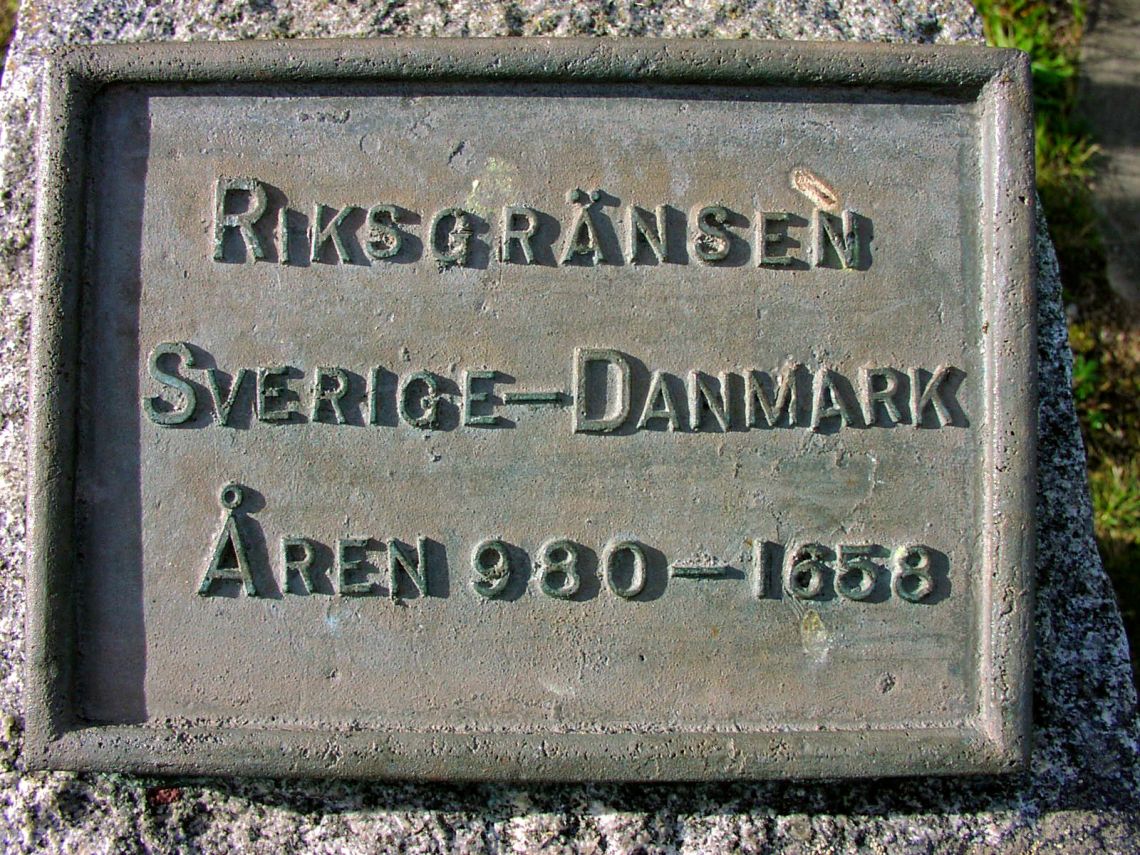 Riksgränsen
Sverige–Danmark
Åren 980–1658